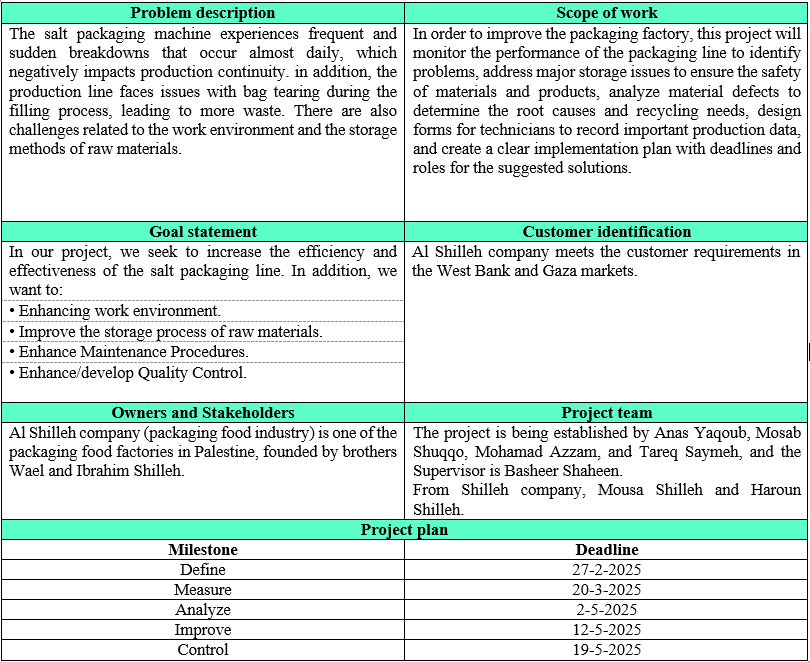 Problem description
The salt packaging machine experiences frequent and
sudden breakdowns that occur almost daily, which
negatively impacts production continuity. in addition, the
production line faces issues with bag tearing during the
filling process, leading to more waste. There are also
challenges related to the work environment and the storage
methods of raw materials.
Scope of work
In order to improve the packaging factory, this project will
monitor the performance of the packaging line to identify
problems, address major storage issues to ensure the safety
of materials and products, analyze material defects to
determine the root causes and recycling needs, design
forms for technicians to record important production data,
and create a clear implementation plan with deadlines and
roles for the suggested solutions.
Goal statement
In our project, we seek to increase the efficiency and
effectiveness of the salt packaging line. In addition, we
want to:
• Enhancing work environment.
• Improve the storage process of raw materials.
• Enhance Maintenance Procedures.
• Enhance/develop Quality Control.
Customer identification
Al Shilleh company meets the customer requirements in
the West Bank and Gaza markets.
Owners and Stakeholders
Al Shilleh company (packaging food industry) is one of the
packaging food factories in Palestine, founded by brothers
Wael and Ibrahim Shilleh.
Project team
The project is being established by Anas Yaqoub, Mosab
Shuqqo, Mohamad Azzam, and Tareq Saymeh, and the
Supervisor is Basheer Shaheen.
From Shilleh company, Mousa Shilleh and Haroun
Shilleh.
Project plan
Milestone Deadline
Define 27-2-2025
Measure 20-3-2025
Analyze 2-5-2025
Improve 12-5-2025
Control 19-5-2025